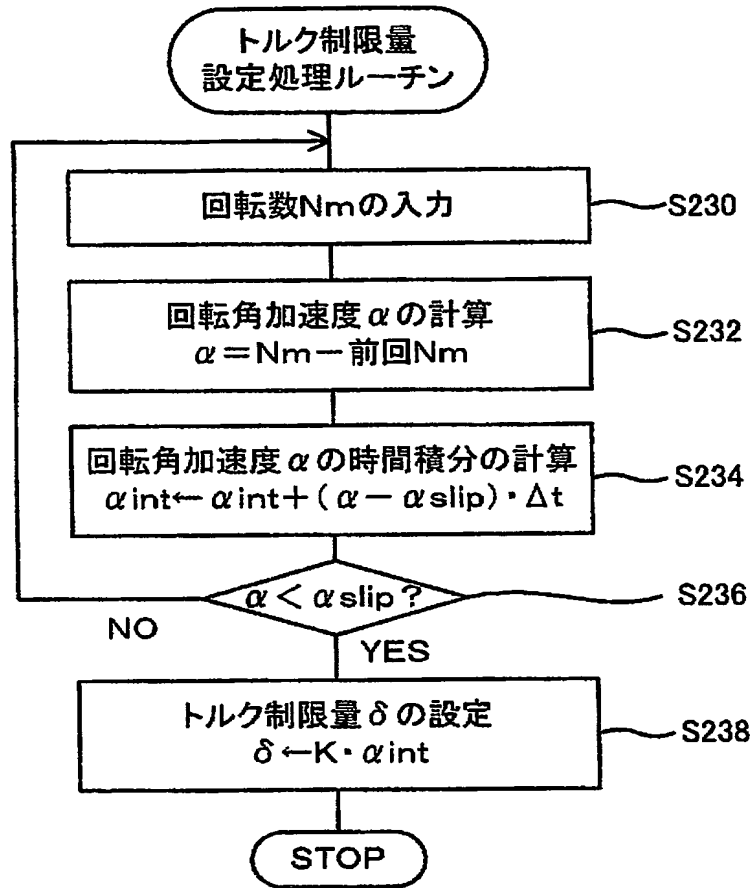 トルク制限量
設定処理ルーチン
回転数Nmの入力
S230
回転角加速度αの計算
α=Nm-前回Nm
S232
回転角加速度αの時間積分の計算
αint←αint+(α-αslip)・Δt
S234
α<αslip?
S236
NO
YES
トルク制限量δの設定
δ←K・αint
S238
STOP